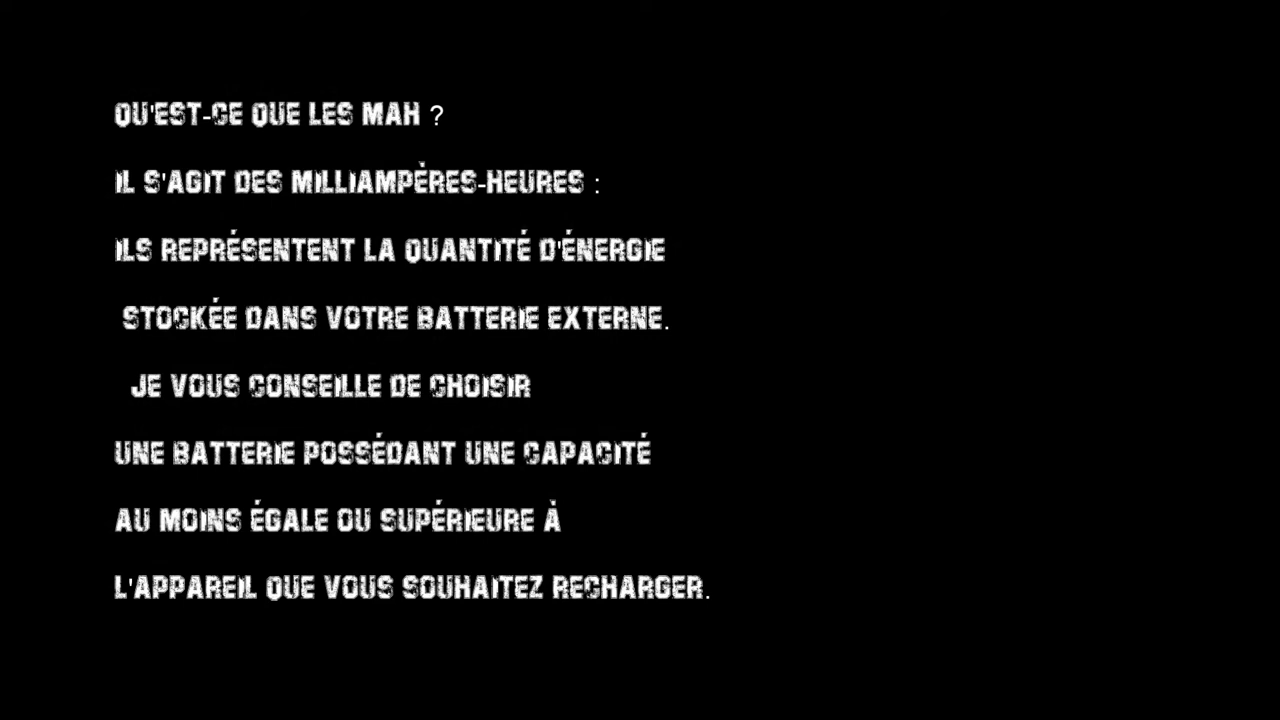 QU'EST-CE QUE LES MAH ?
IL S'AGIT DES MILLIAMPÈRES-HEURES :
ILS REPRÉSENTENT LA QUANTITÉ D'ÉNERGIE
STOCKÉE DANS VOTRE BATTERIE EXTERNE.
JE VOUS CONSEILLE DE CHOISIR
UNE BATTERIE POSSÉDANT UNE CAPACITÉ
AU MOINS ÉGALE OU SUPÉRIEURE À
L'APPAREIL QUE VOUS SOUHAITEZ RECHARGER.